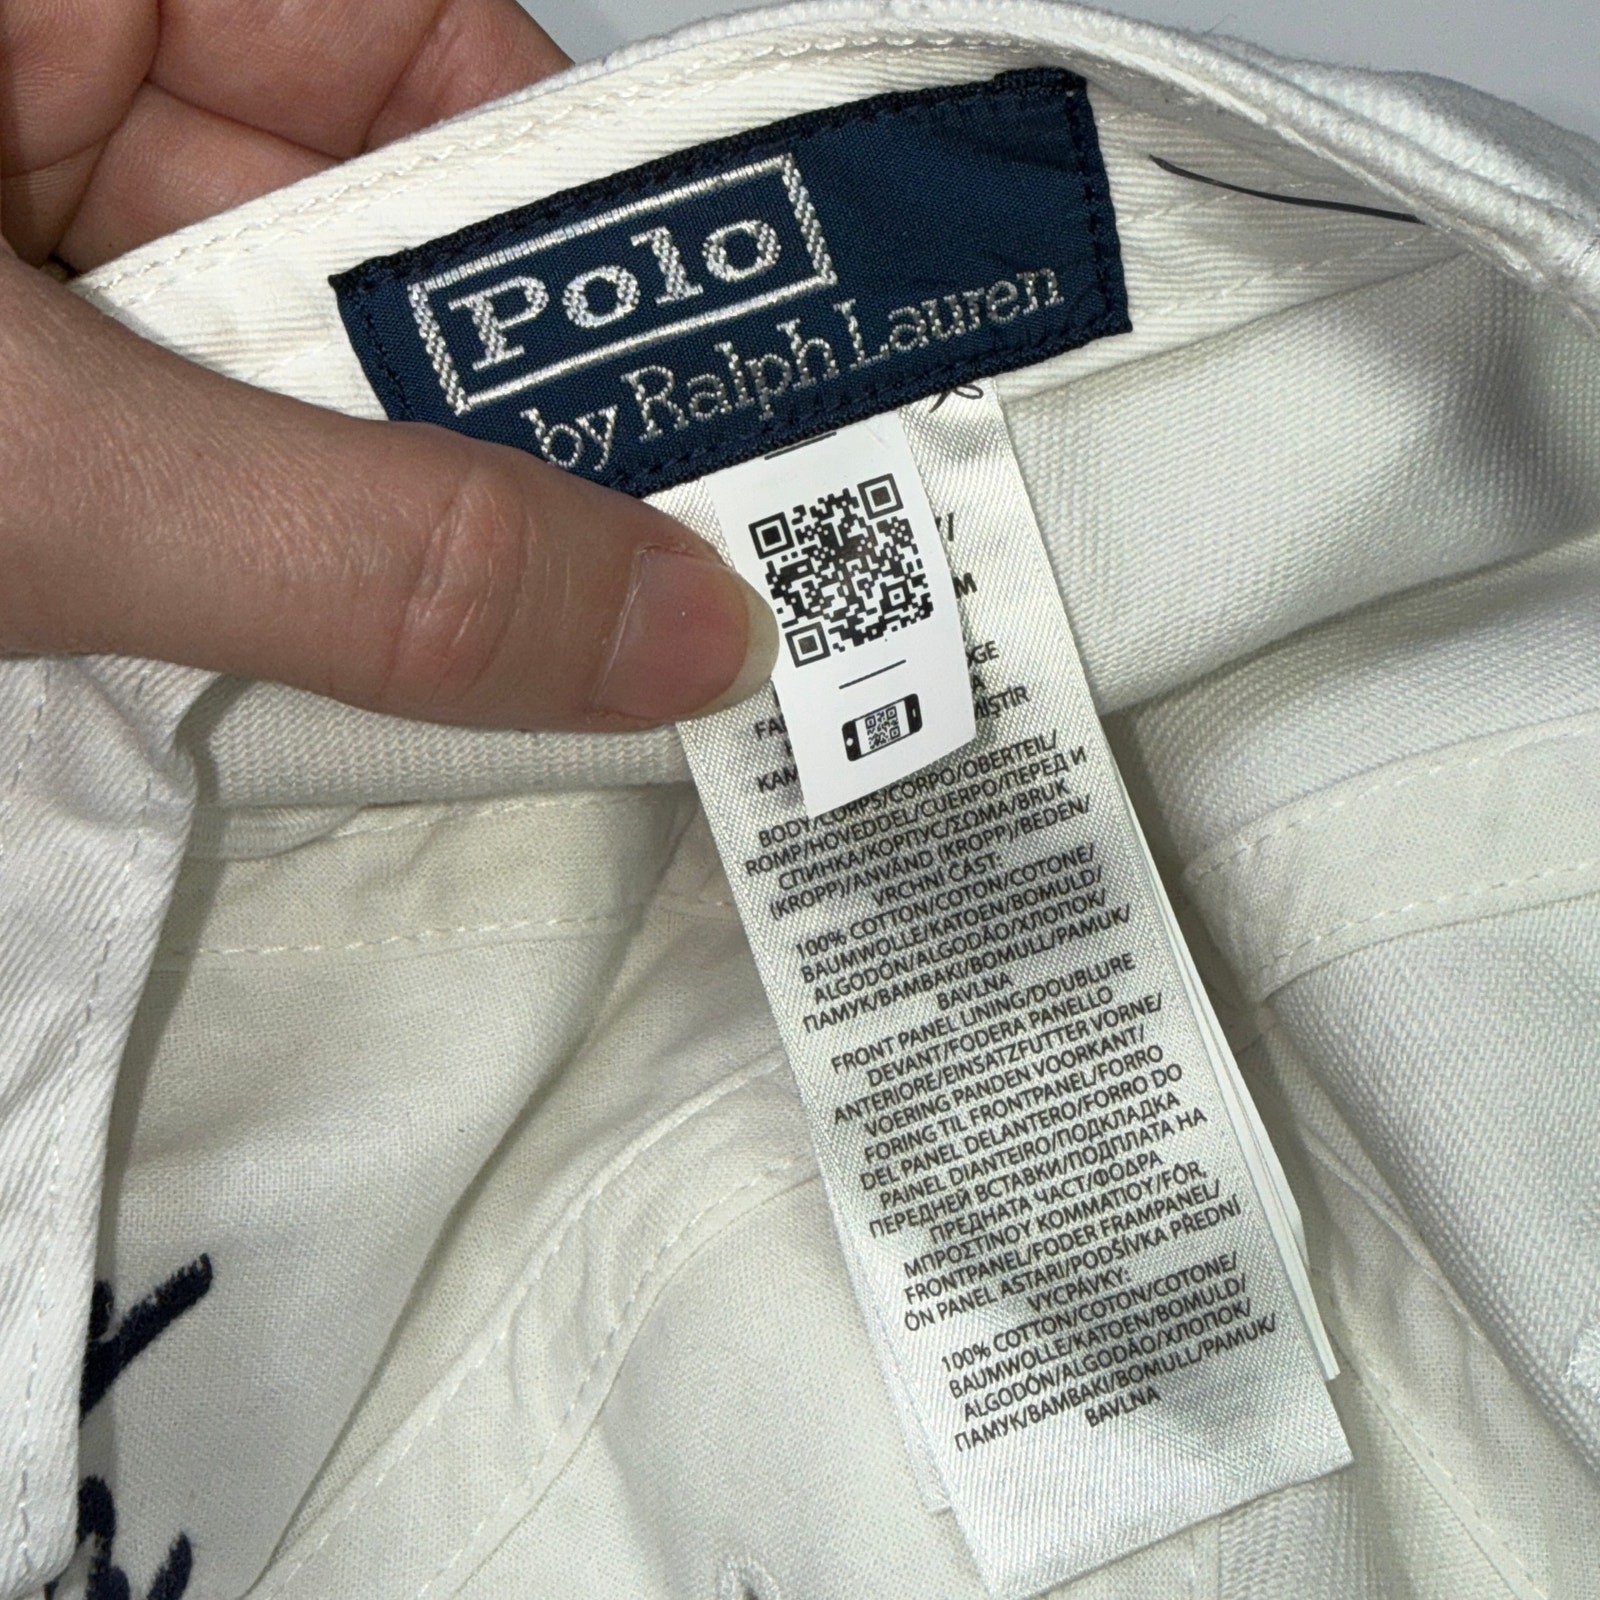 Polo
by Ralph Lauren
BODY/CORPS/CORPO/OBERTEIL/
ROMP/HOVEDDEL/CUERPO/ПЕРЕД И
СПИНКА/КОРПУС/ΣΩΜΑ/BRUK
(KROPP)/ANVÄND (KROPP)/BEDEN/
VRCHNÍ ČÁST:
100% COTTON/COTON/COTONE/
BAUMWOLLE/KATOEN/BOMULD/
ALGODÓN/ALGODÃO/ХЛОПОК/
ПАМУК/ΒΑΜΒΑΚΙ/BOMULL/PAMUK/
BAVLNA
FRONT PANEL LINING/DOUBLURE
DEVANT/FODERA PANELLO
ANTERIORE/EINSATZFUTTER VORNE/
VOERING PANDEN VOORKANT/
FORING TIL FRONTPANEL/FORRO
DEL PANEL DELANTERO/FORRO DO
PAINEL DIANTEIRO/ПОДКЛАДКА
ПЕРЕДНЕЙ ВСТАВКИ/ПОДПЛАТА НА
ПРЕДНАТА ЧАСТ/ΦΟΔΡΑ
ΜΠΡΟΣΤΙΝΟΥ ΚΟΜΜΑΤΙΟΥ/FÔR,
FRONTPANEL/FODER FRAMPANEL/
ÖN PANEL ASTARI/PODŠÍVKA PŘEDNÍ
VYCPÁVKY:
100% COTTON/COTON/COTONE/
BAUMWOLLE/KATOEN/BOMULD/
ALGODÓN/ALGODÃO/ХЛОПОК/
ПАМУК/ΒΑΜΒΑΚΙ/BOMULL/PAMUK/
BAVLNA